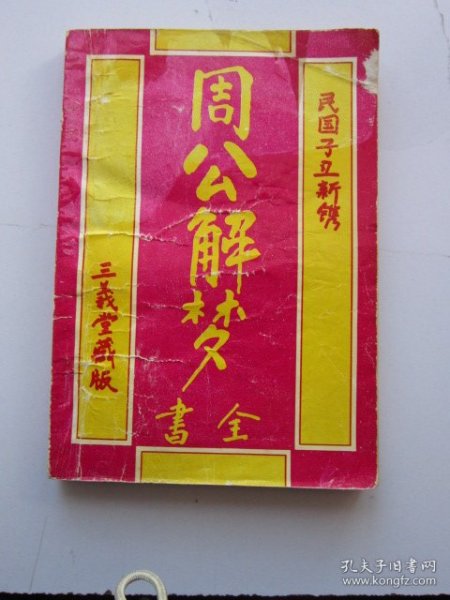 民国子立新镌
周公解梦
全書
三義堂藏版
孔夫子旧书网
www.kongfz.com